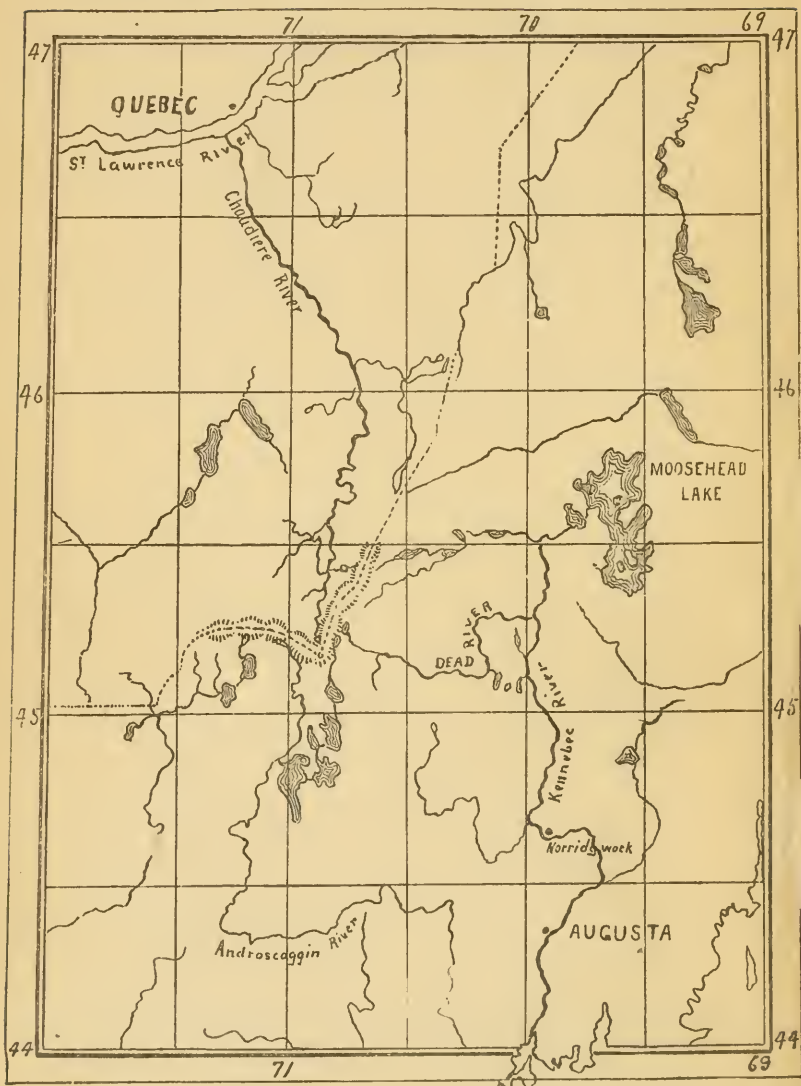 71 70 69
47 47
QUEBEC
ST Lawrence River
Chaudiere River
46 46
MOOSEHEAD
LAKE
DEAD RIVER
45 45
Kennebec River
Norridgwock
Androscoggin River
AUGUSTA
44 44
71 69